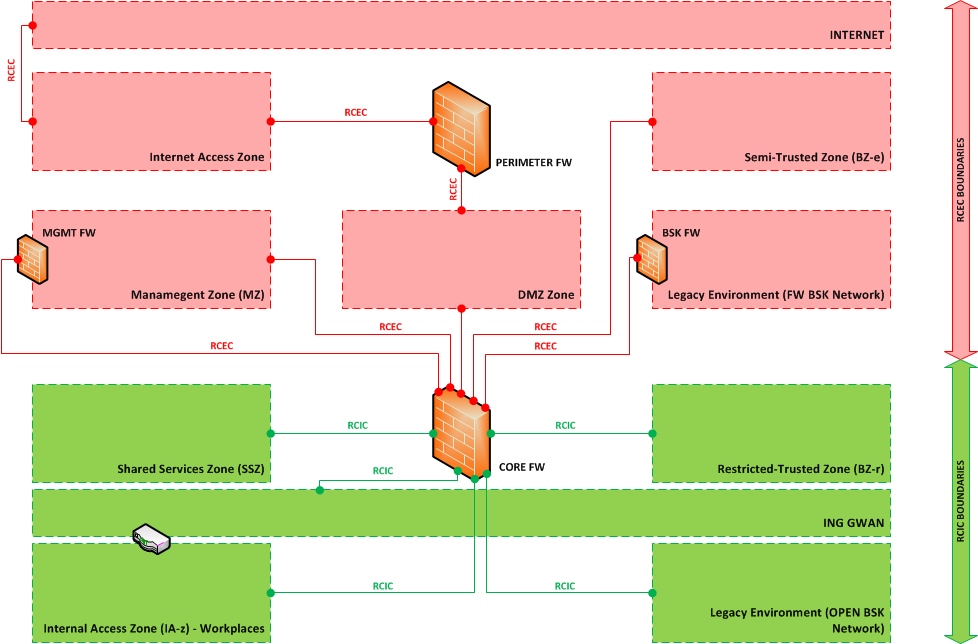 INTERNET
RCEC
RCEC
Internet Access Zone
PERIMETER FW
Semi-Trusted Zone (BZ-e)
RCEC BOUNDARIES
RCEC
MGMT FW
BSK FW
Manamegent Zone (MZ)
DMZ Zone
Legacy Environment (FW BSK Network)
RCEC
RCEC
RCEC
RCEC
RCIC
RCIC
Shared Services Zone (SSZ)
CORE FW
Restricted-Trusted Zone (BZ-r)
RCIC
ING GWAN
RCIC BOUNDARIES
RCIC
RCIC
Internal Access Zone (IA-z) - Workplaces
Legacy Environment (OPEN BSK
Network)